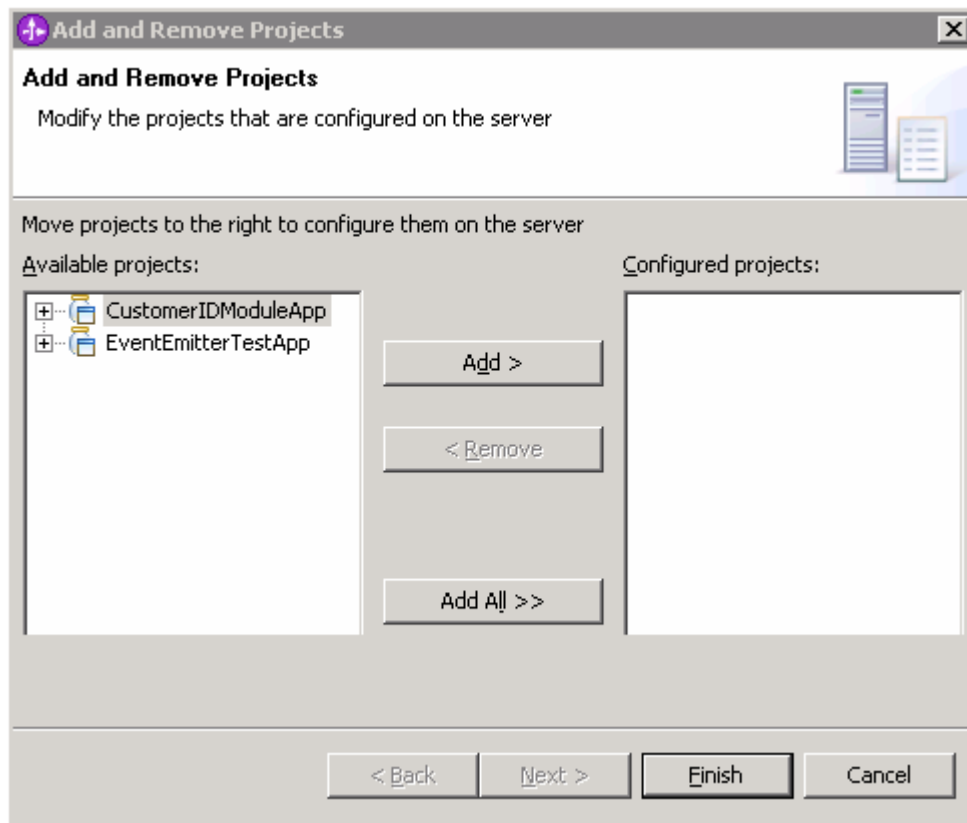 Add and Remove Projects
Add and Remove Projects
Modify the projects that are configured on the server
Move projects to the right to configure them on the server
Available projects:
Configured projects:
CustomerIDModuleApp
EventEmitterTestApp
Add >
< Remove
Add All >>
< Back
Next >
Finish
Cancel